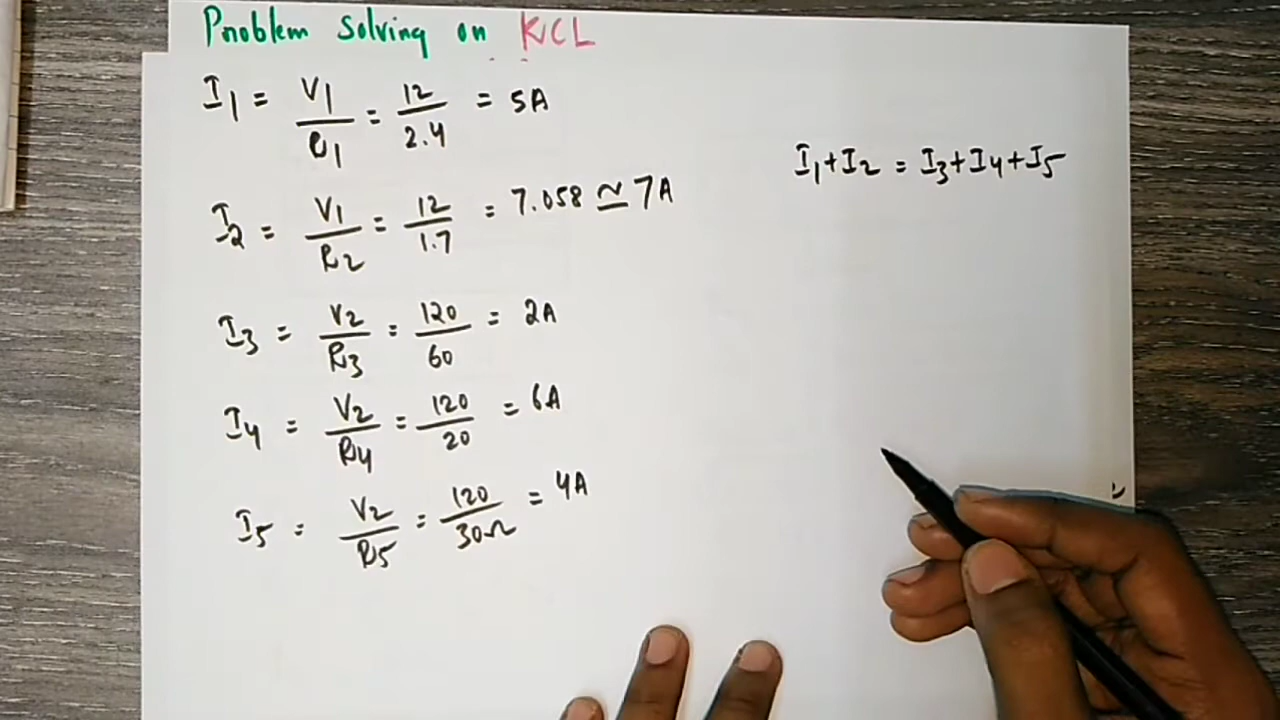 Problem Solving on KCL
I1 = V1/R1 = 12/2.4 = 5A
I1+I2 = I3+I4+I5
I2 = V1/R2 = 12/1.7 = 7.058 ≃ 7A
I3 = V2/R3 = 120/60 = 2A
I4 = V2/R4 = 120/20 = 6A
I5 = V2/R5 = 120/30Ω = 4A